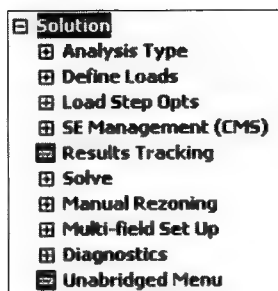 Solution
Analysis Type
Define Loads
Load Step Opts
SE Management (CMS)
Results Tracking
Solve
Manual Rezoning
Multi-field Set Up
Diagnostics
Unabridged Menu